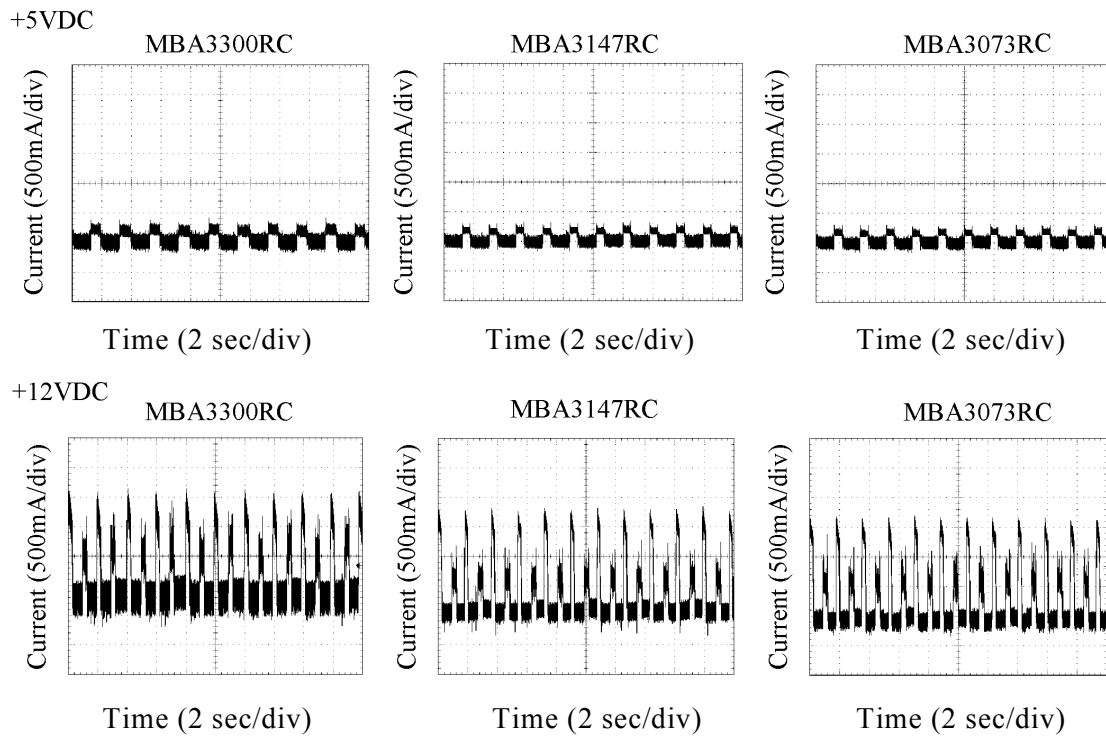 +5VDC
MBA3300RC
MBA3147RC
MBA3073RC
Current (500mA/div)
Current (500mA/div)
Current (500mA/div)
Time (2 sec/div)
Time (2 sec/div)
Time (2 sec/div)
+12VDC
MBA3300RC
MBA3147RC
MBA3073RC
Current (500mA/div)
Current (500mA/div)
Current (500mA/div)
Time (2 sec/div)
Time (2 sec/div)
Time (2 sec/div)